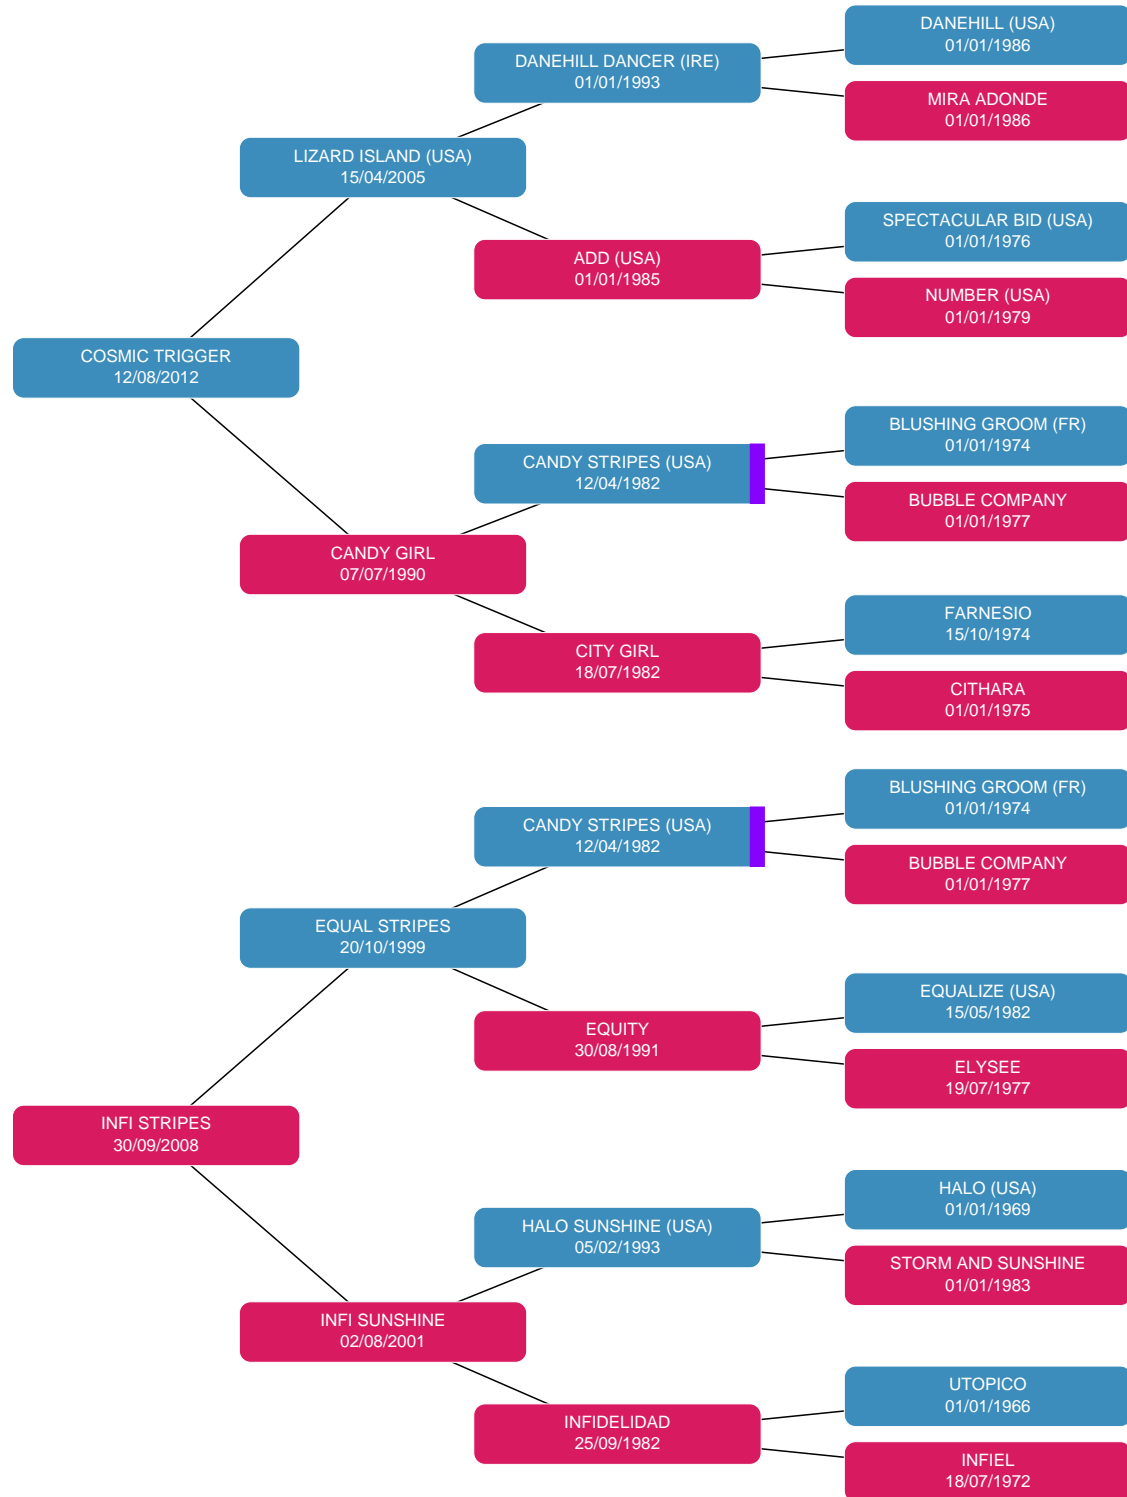 DANEHILL (USA)
01/01/1986
DANEHILL DANCER (IRE)
01/01/1993
MIRA ADONDE
01/01/1986
LIZARD ISLAND (USA)
15/04/2005
SPECTACULAR BID (USA)
01/01/1976
ADD (USA)
01/01/1985
NUMBER (USA)
01/01/1979
COSMIC TRIGGER
12/08/2012
BLUSHING GROOM (FR)
01/01/1974
CANDY STRIPES (USA)
12/04/1982
BUBBLE COMPANY
01/01/1977
CANDY GIRL
07/07/1990
FARNESIO
15/10/1974
CITY GIRL
18/07/1982
CITHARA
01/01/1975
BLUSHING GROOM (FR)
01/01/1974
CANDY STRIPES (USA)
12/04/1982
BUBBLE COMPANY
01/01/1977
EQUAL STRIPES
20/10/1999
EQUALIZE (USA)
15/05/1982
EQUITY
30/08/1991
ELYSEE
19/07/1977
INFI STRIPES
30/09/2008
HALO (USA)
01/01/1969
HALO SUNSHINE (USA)
05/02/1993
STORM AND SUNSHINE
01/01/1983
INFI SUNSHINE
02/08/2001
UTOPICO
01/01/1966
INFIDELIDAD
25/09/1982
INFIEL
18/07/1972